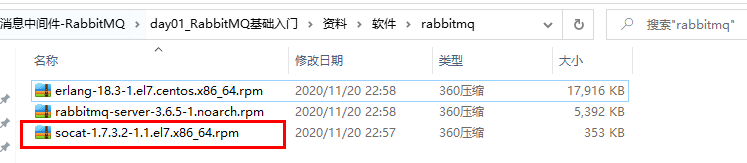 消息中间件-RabbitMQ > day01_RabbitMQ基础入门 > 资料 > 软件 > rabbitmq 搜索"rabbitmq"
名称 修改日期 类型 大小
erlang-18.3-1.el7.centos.x86_64.rpm 2020/11/20 22:58 360压缩 17,916 KB
rabbitmq-server-3.6.5-1.noarch.rpm 2020/11/20 22:58 360压缩 5,392 KB
socat-1.7.3.2-1.1.el7.x86_64.rpm 2020/11/20 22:57 360压缩 353 KB